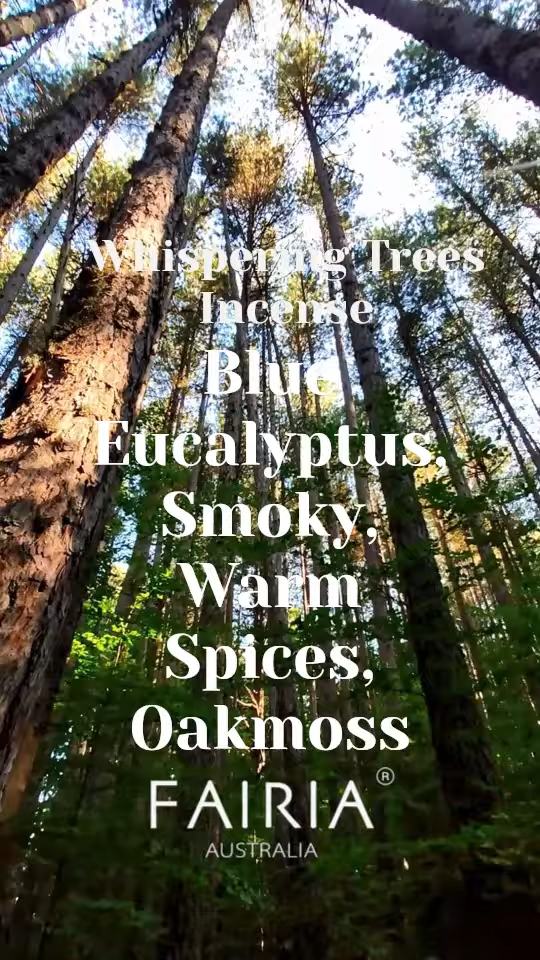 Whispering Trees
Incense
Blue
Eucalyptus,
Smoky,
Warm
Spices,
Oakmoss
FAIRIA®
AUSTRALIA